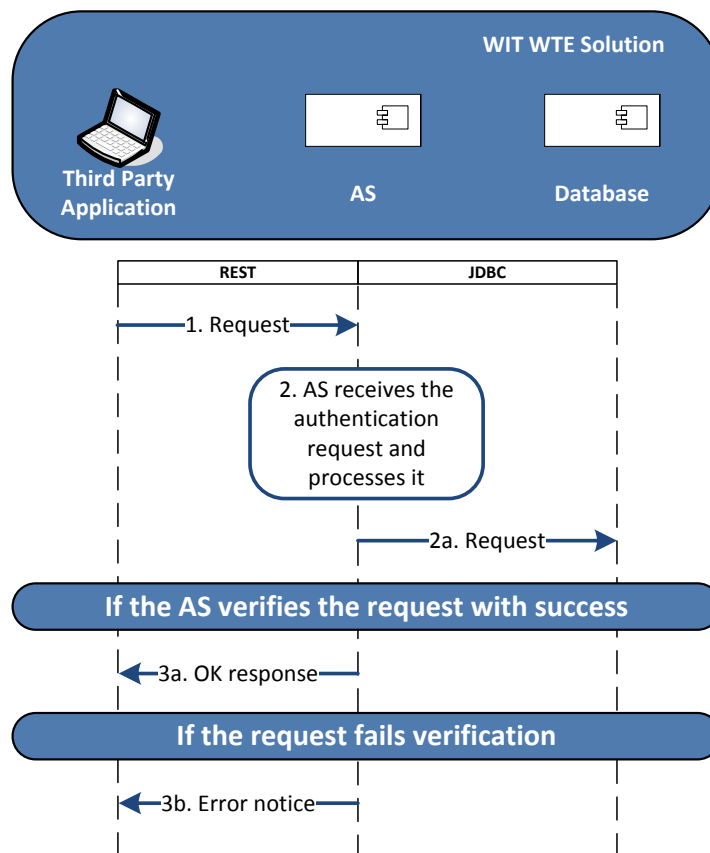 WIT WTE Solution
Third Party
Application
AS
Database
REST
JDBC
1. Request
2. AS receives the
authentication
request and
processes it
2a. Request
If the AS verifies the request with success
3a. OK response
If the request fails verification
3b. Error notice